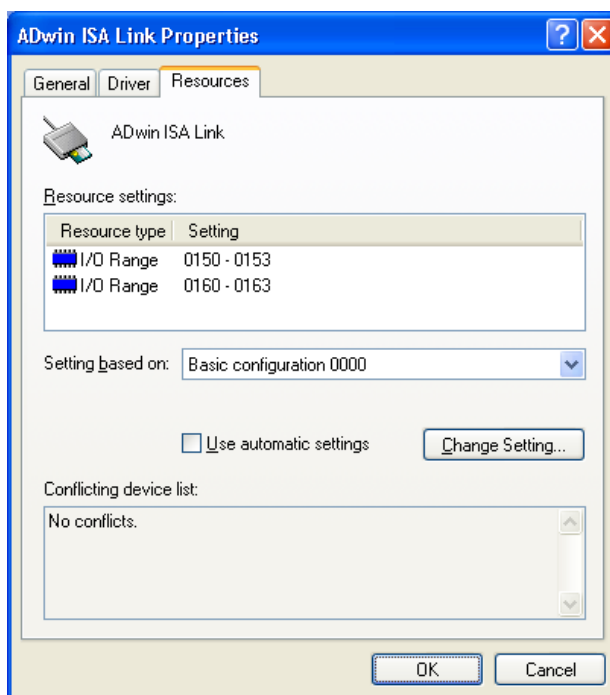 ADwin ISA Link Properties
General Driver Resources
ADwin ISA Link
Resource settings:
Resource type Setting
I/O Range 0150 - 0153
I/O Range 0160 - 0163
Setting based on: Basic configuration 0000
Use automatic settings Change Setting...
Conflicting device list:
No conflicts.
OK Cancel